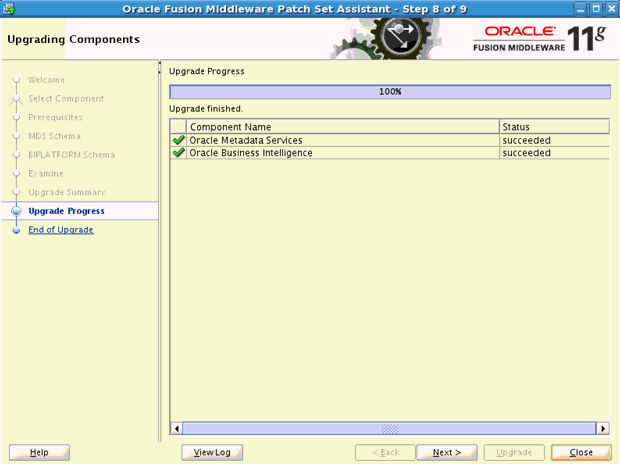 Oracle Fusion Middleware Patch Set Assistant - Step 8 of 9
Upgrading Components
ORACLE
FUSION MIDDLEWARE 11g
Welcome
Select Component
Prerequisites
MDS Schema
BIPLATFORM Schema
Examine
Upgrade Summary
Upgrade Progress
End of Upgrade
Upgrade Progress
100%
Upgrade finished.
Component Name Status
Oracle Metadata Services succeeded
Oracle Business Intelligence succeeded
Help View Log < Back Next > Upgrade Close